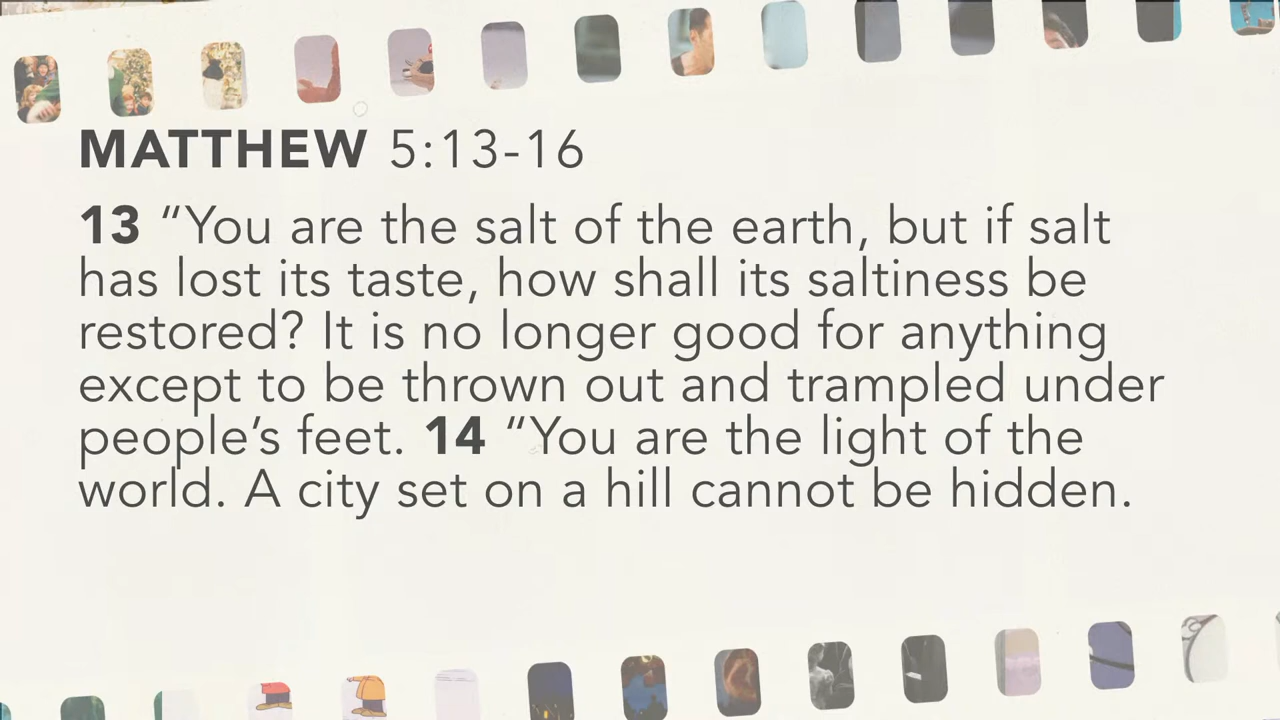 MATTHEW 5:13-16
13 “You are the salt of the earth, but if salt
has lost its taste, how shall its saltiness be
restored? It is no longer good for anything
except to be thrown out and trampled under
people’s feet. 14 “You are the light of the
world. A city set on a hill cannot be hidden.